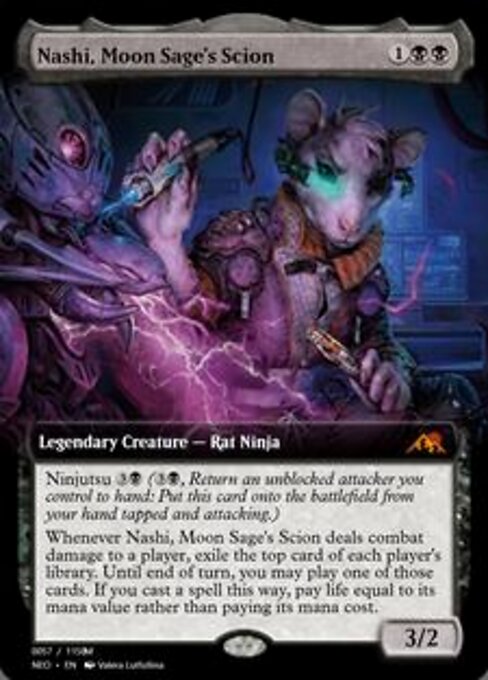 Nashi, Moon Sage's Scion 1
Legendary Creature — Rat Ninja
Ninjutsu 3 (3, Return an unblocked attacker you
control to hand: Put this card onto the battlefield from
your hand tapped and attacking.)
Whenever Nashi, Moon Sage's Scion deals combat
damage to a player, exile the top card of each player's
library. Until end of turn, you may play one of those
cards. If you cast a spell this way, pay life equal to
its mana value rather than paying its mana cost.
3/2
NEO • EN Valera Lutfullina